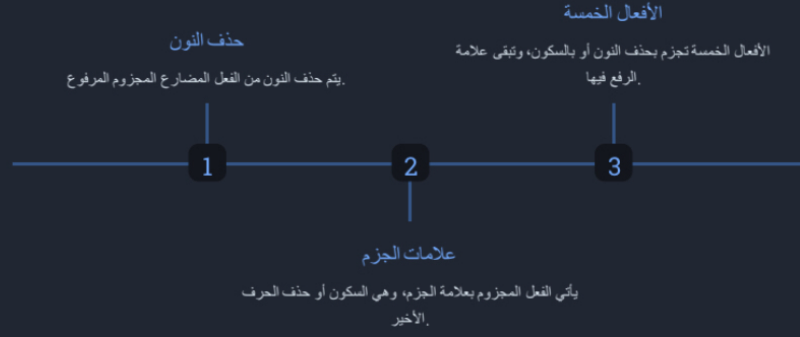 حذف النون
يتم حذف النون من الفعل المضارع المجزوم المرفوع.
1
علامات الجزم
يأتي الفعل المجزوم بعلامة الجزم، وهي السكون أو حذف الحرف
الأخير.
2
الأفعال الخمسة
الأفعال الخمسة تجزم بحذف النون أو بالسكون، وتبقى علامة
الرفع فيها.
3